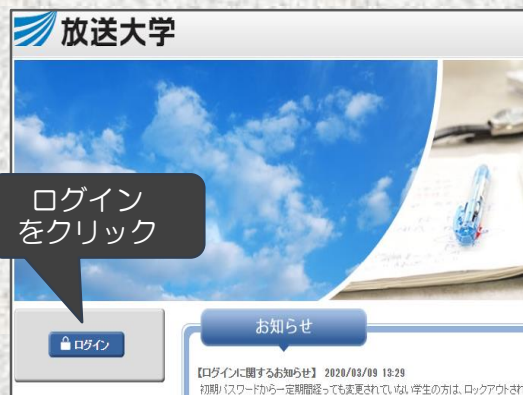 放送大学
ログイン
をクリック
ログイン
お知らせ
【ログインに関するお知らせ】 2020/03/09 13:29
初期パスワードから一定期間経っても変更されていない学生の方は、ロックアウトされ